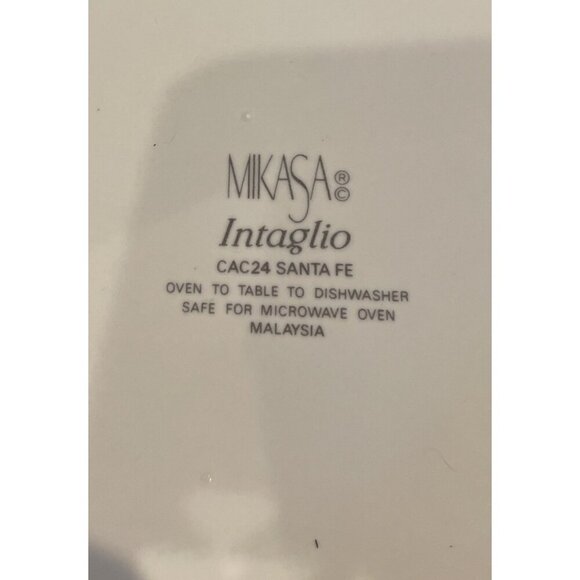 MIKASA ® ©
Intaglio
CAC24 SANTA FE
OVEN TO TABLE TO DISHWASHER
SAFE FOR MICROWAVE OVEN
MALAYSIA